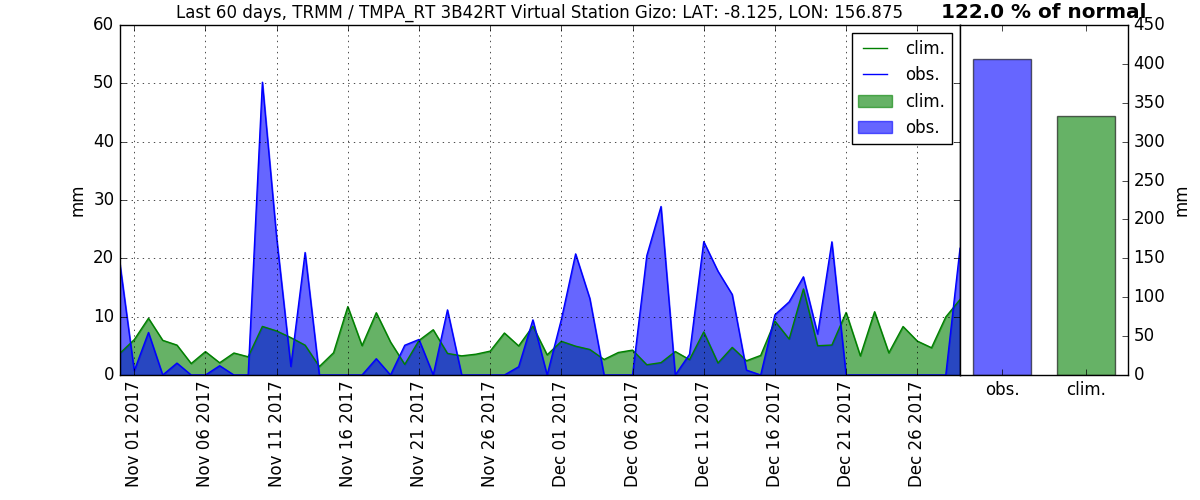 Last 60 days, TRMM / TMPA_RT 3B42RT Virtual Station Gizo: LAT: -8.125, LON: 156.875
122.0 % of normal
60
50
40
30
20
10
0
mm
clim.
obs.
clim.
obs.
Nov 01 2017
Nov 06 2017
Nov 11 2017
Nov 16 2017
Nov 21 2017
Nov 26 2017
Dec 01 2017
Dec 06 2017
Dec 11 2017
Dec 16 2017
Dec 21 2017
Dec 26 2017
450
400
350
300
250
200
150
100
50
0
mm
obs.
clim.